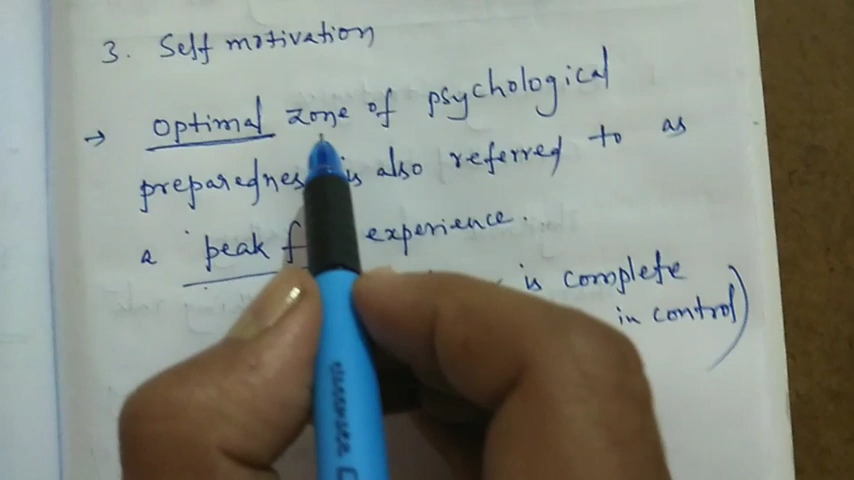 3. Self motivation
→ Optimal zone of psychological
preparednes is also referred to as
a peak f experience.
is complete
in control)